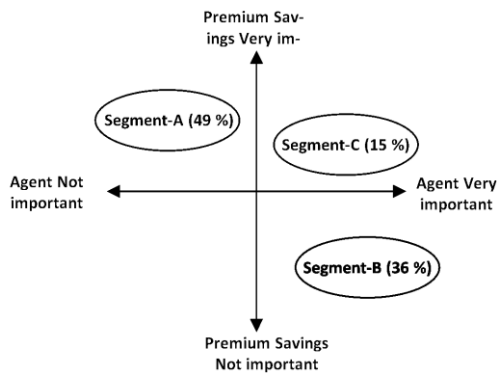 Premium Sav-
ings Very im-
Segment-A (49 %)
Segment-C (15 %)
Agent Not
important
Agent Very
important
Segment-B (36 %)
Premium Savings
Not important